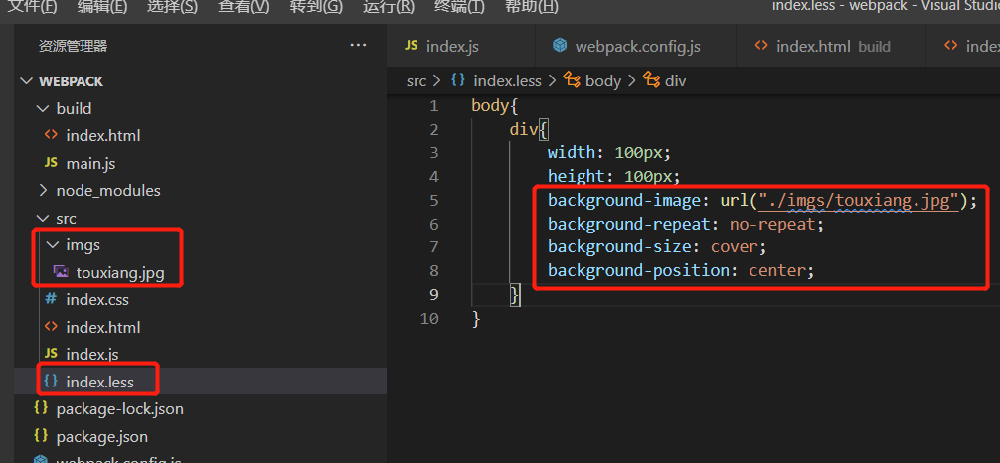 文件(F) 编辑(E) 选择(S) 查看(V) 转到(G) 运行(R) 终端(T) 帮助(H) index.less - webpack - Visual Studio
资源管理器 ···
JS index.js webpack.config.js <> index.html build <>
WEBPACK
build
<> index.html
JS main.js
node_modules
src
imgs
touxiang.jpg
# index.css
<> index.html
JS index.js
{} index.less
{} package-lock.json
{} package.json
webpack.config.js
src > {} index.less > body > div
1 body{
2 div{
3 width: 100px;
4 height: 100px;
5 background-image: url("./imgs/touxiang.jpg");
6 background-repeat: no-repeat;
7 background-size: cover;
8 background-position: center;
9 }
10 }